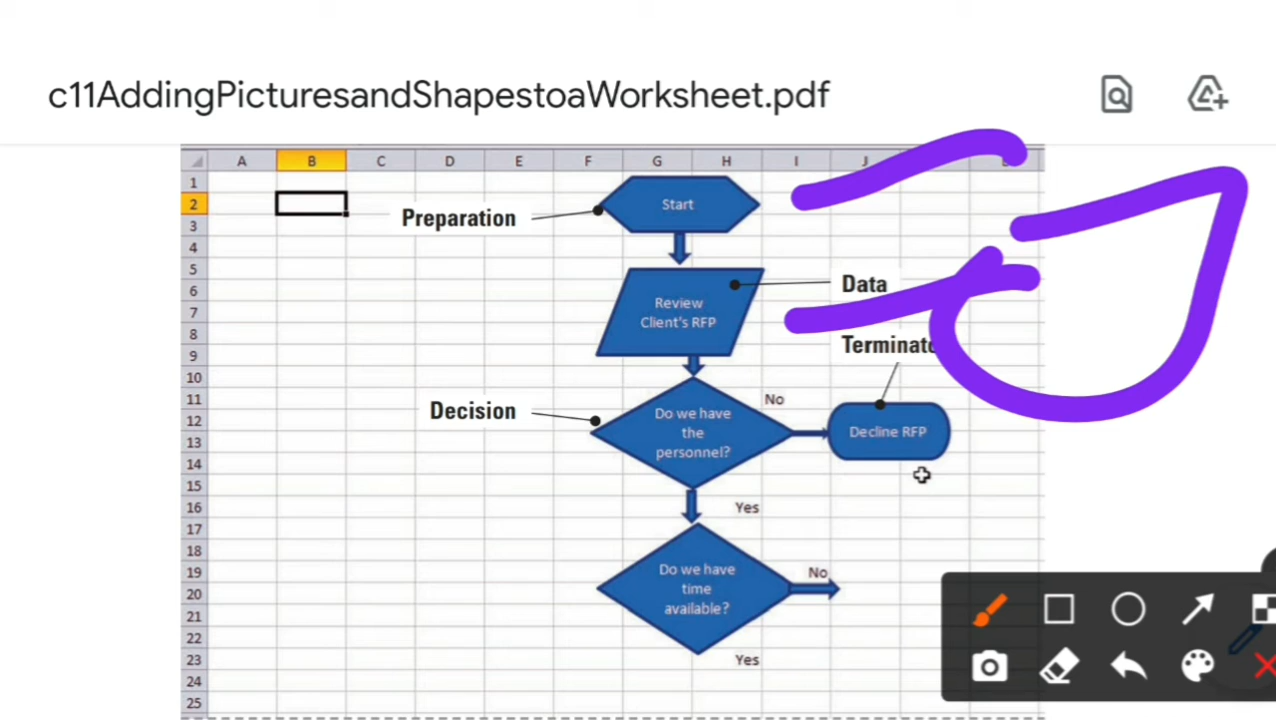 c11AddingPicturesandShapestoaWorksheet.pdf
A B C D E F G H I J
1
2
3
4
5
6
7
8
9
10
11
12
13
14
15
16
17
18
19
20
21
22
23
24
25
Preparation
Start
Data
Review
Client's RFP
Terminato
Decision
Do we have
the
personnel?
No
Decline RFP
Yes
Do we have
time
available?
No
Yes